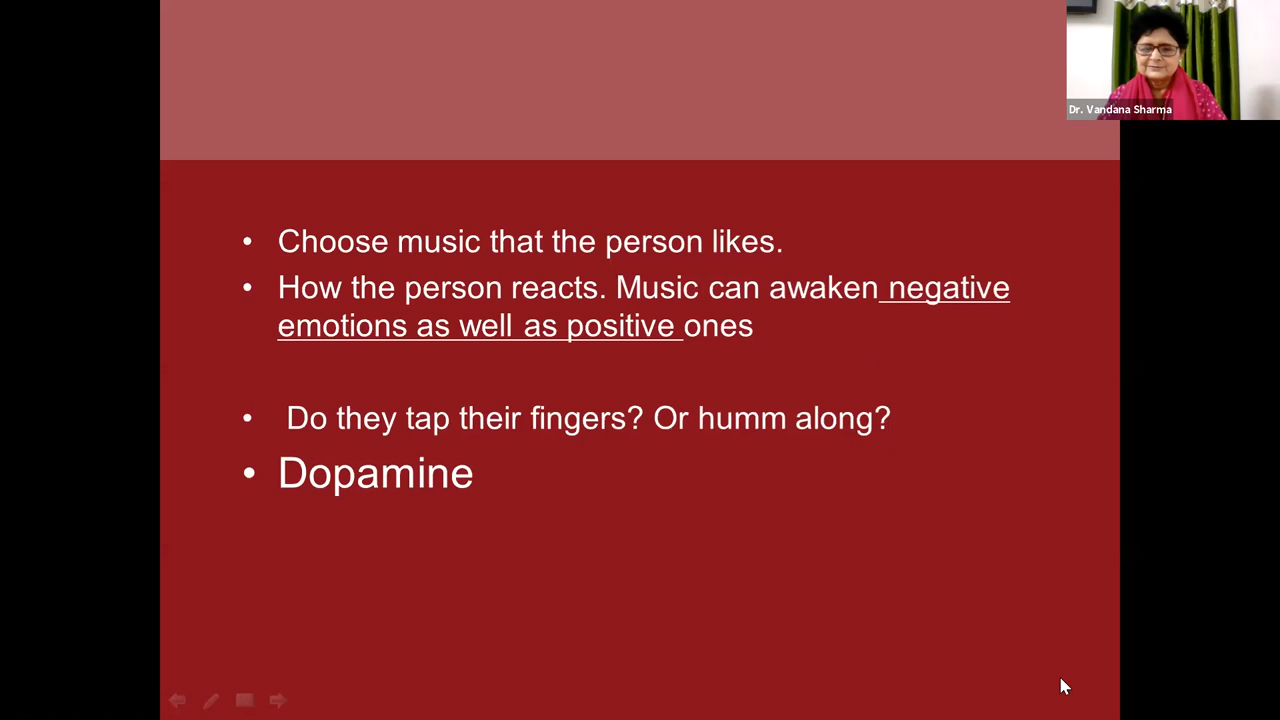 Dr. Vandana Sharma
• Choose music that the person likes.
• How the person reacts. Music can awaken negative
emotions as well as positive ones
• Do they tap their fingers? Or humm along?
• Dopamine